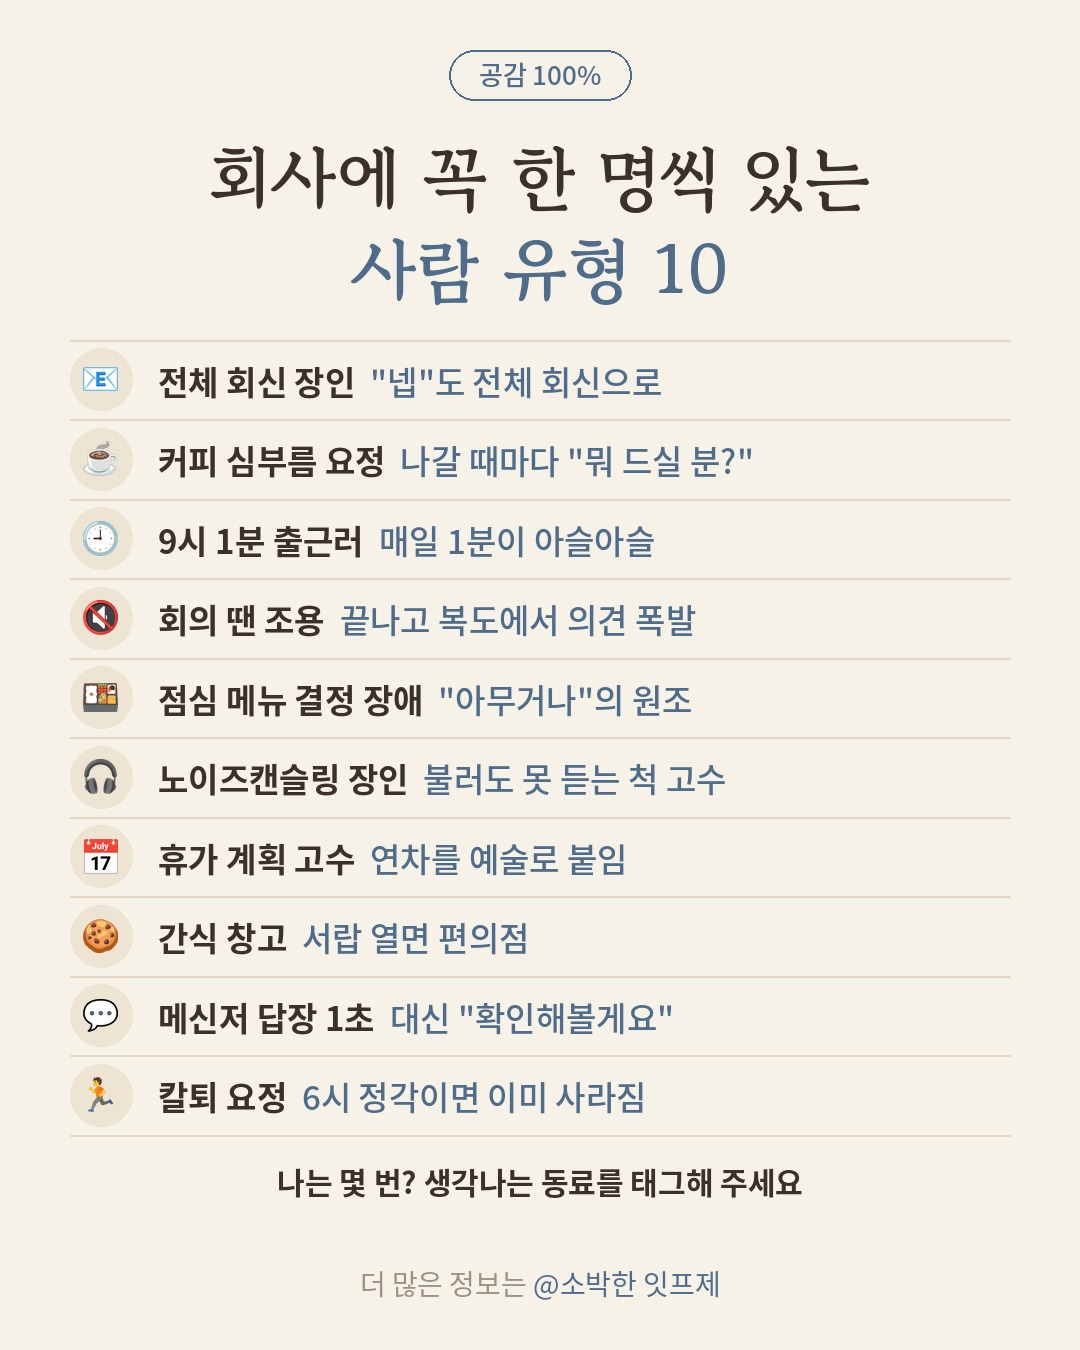 공감 100%
회사에 꼭 한 명씩 있는
사람 유형 10
전체 회신 장인 "넵"도 전체 회신으로
커피 심부름 요정 나갈 때마다 "뭐 드실 분?"
9시 1분 출근러 매일 1분이 아슬아슬
회의 땐 조용 끝나고 복도에서 의견 폭발
점심 메뉴 결정 장애 "아무거나"의 원조
노이즈캔슬링 장인 불러도 못 듣는 척 고수
July
17
휴가 계획 고수 연차를 예술로 붙임
간식 창고 서랍 열면 편의점
메신저 답장 1초 대신 "확인해볼게요"
칼퇴 요정 6시 정각이면 이미 사라짐
나는 몇 번? 생각나는 동료를 태그해 주세요
더 많은 정보는 @소박한 잇프제